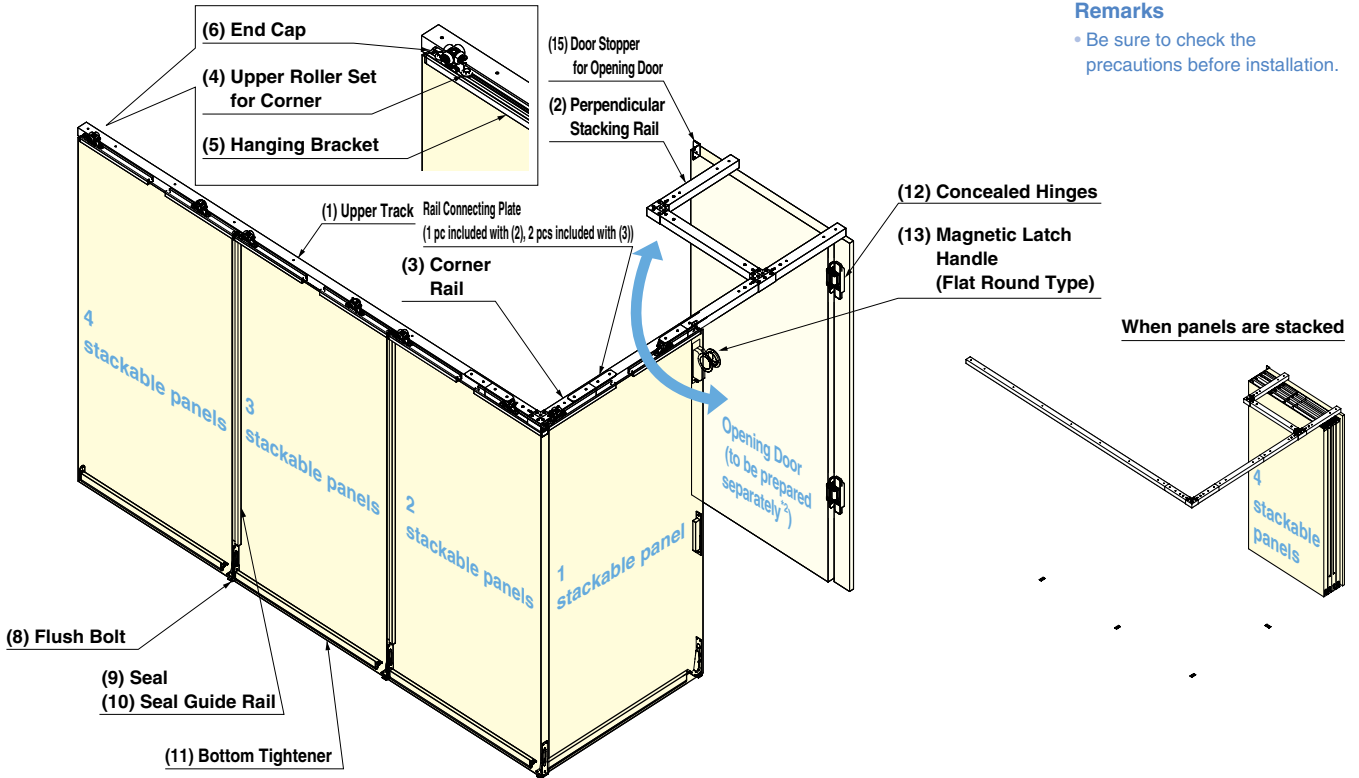 Remarks
• Be sure to check the
precautions before installation.
(6) End Cap
(4) Upper Roller Set
for Corner
(5) Hanging Bracket
(15) Door Stopper
for Opening Door
(2) Perpendicular
Stacking Rail
(1) Upper Track
Rail Connecting Plate
(1 pc included with (2), 2 pcs included with (3))
(3) Corner
Rail
(12) Concealed Hinges
(13) Magnetic Latch
Handle
(Flat Round Type)
When panels are stacked
4
stackable panels
3
stackable panels
2
stackable panels
1
stackable panel
Opening Door
(to be prepared
separately*2)
4
stackable
panels
(8) Flush Bolt
(9) Seal
(10) Seal Guide Rail
(11) Bottom Tightener